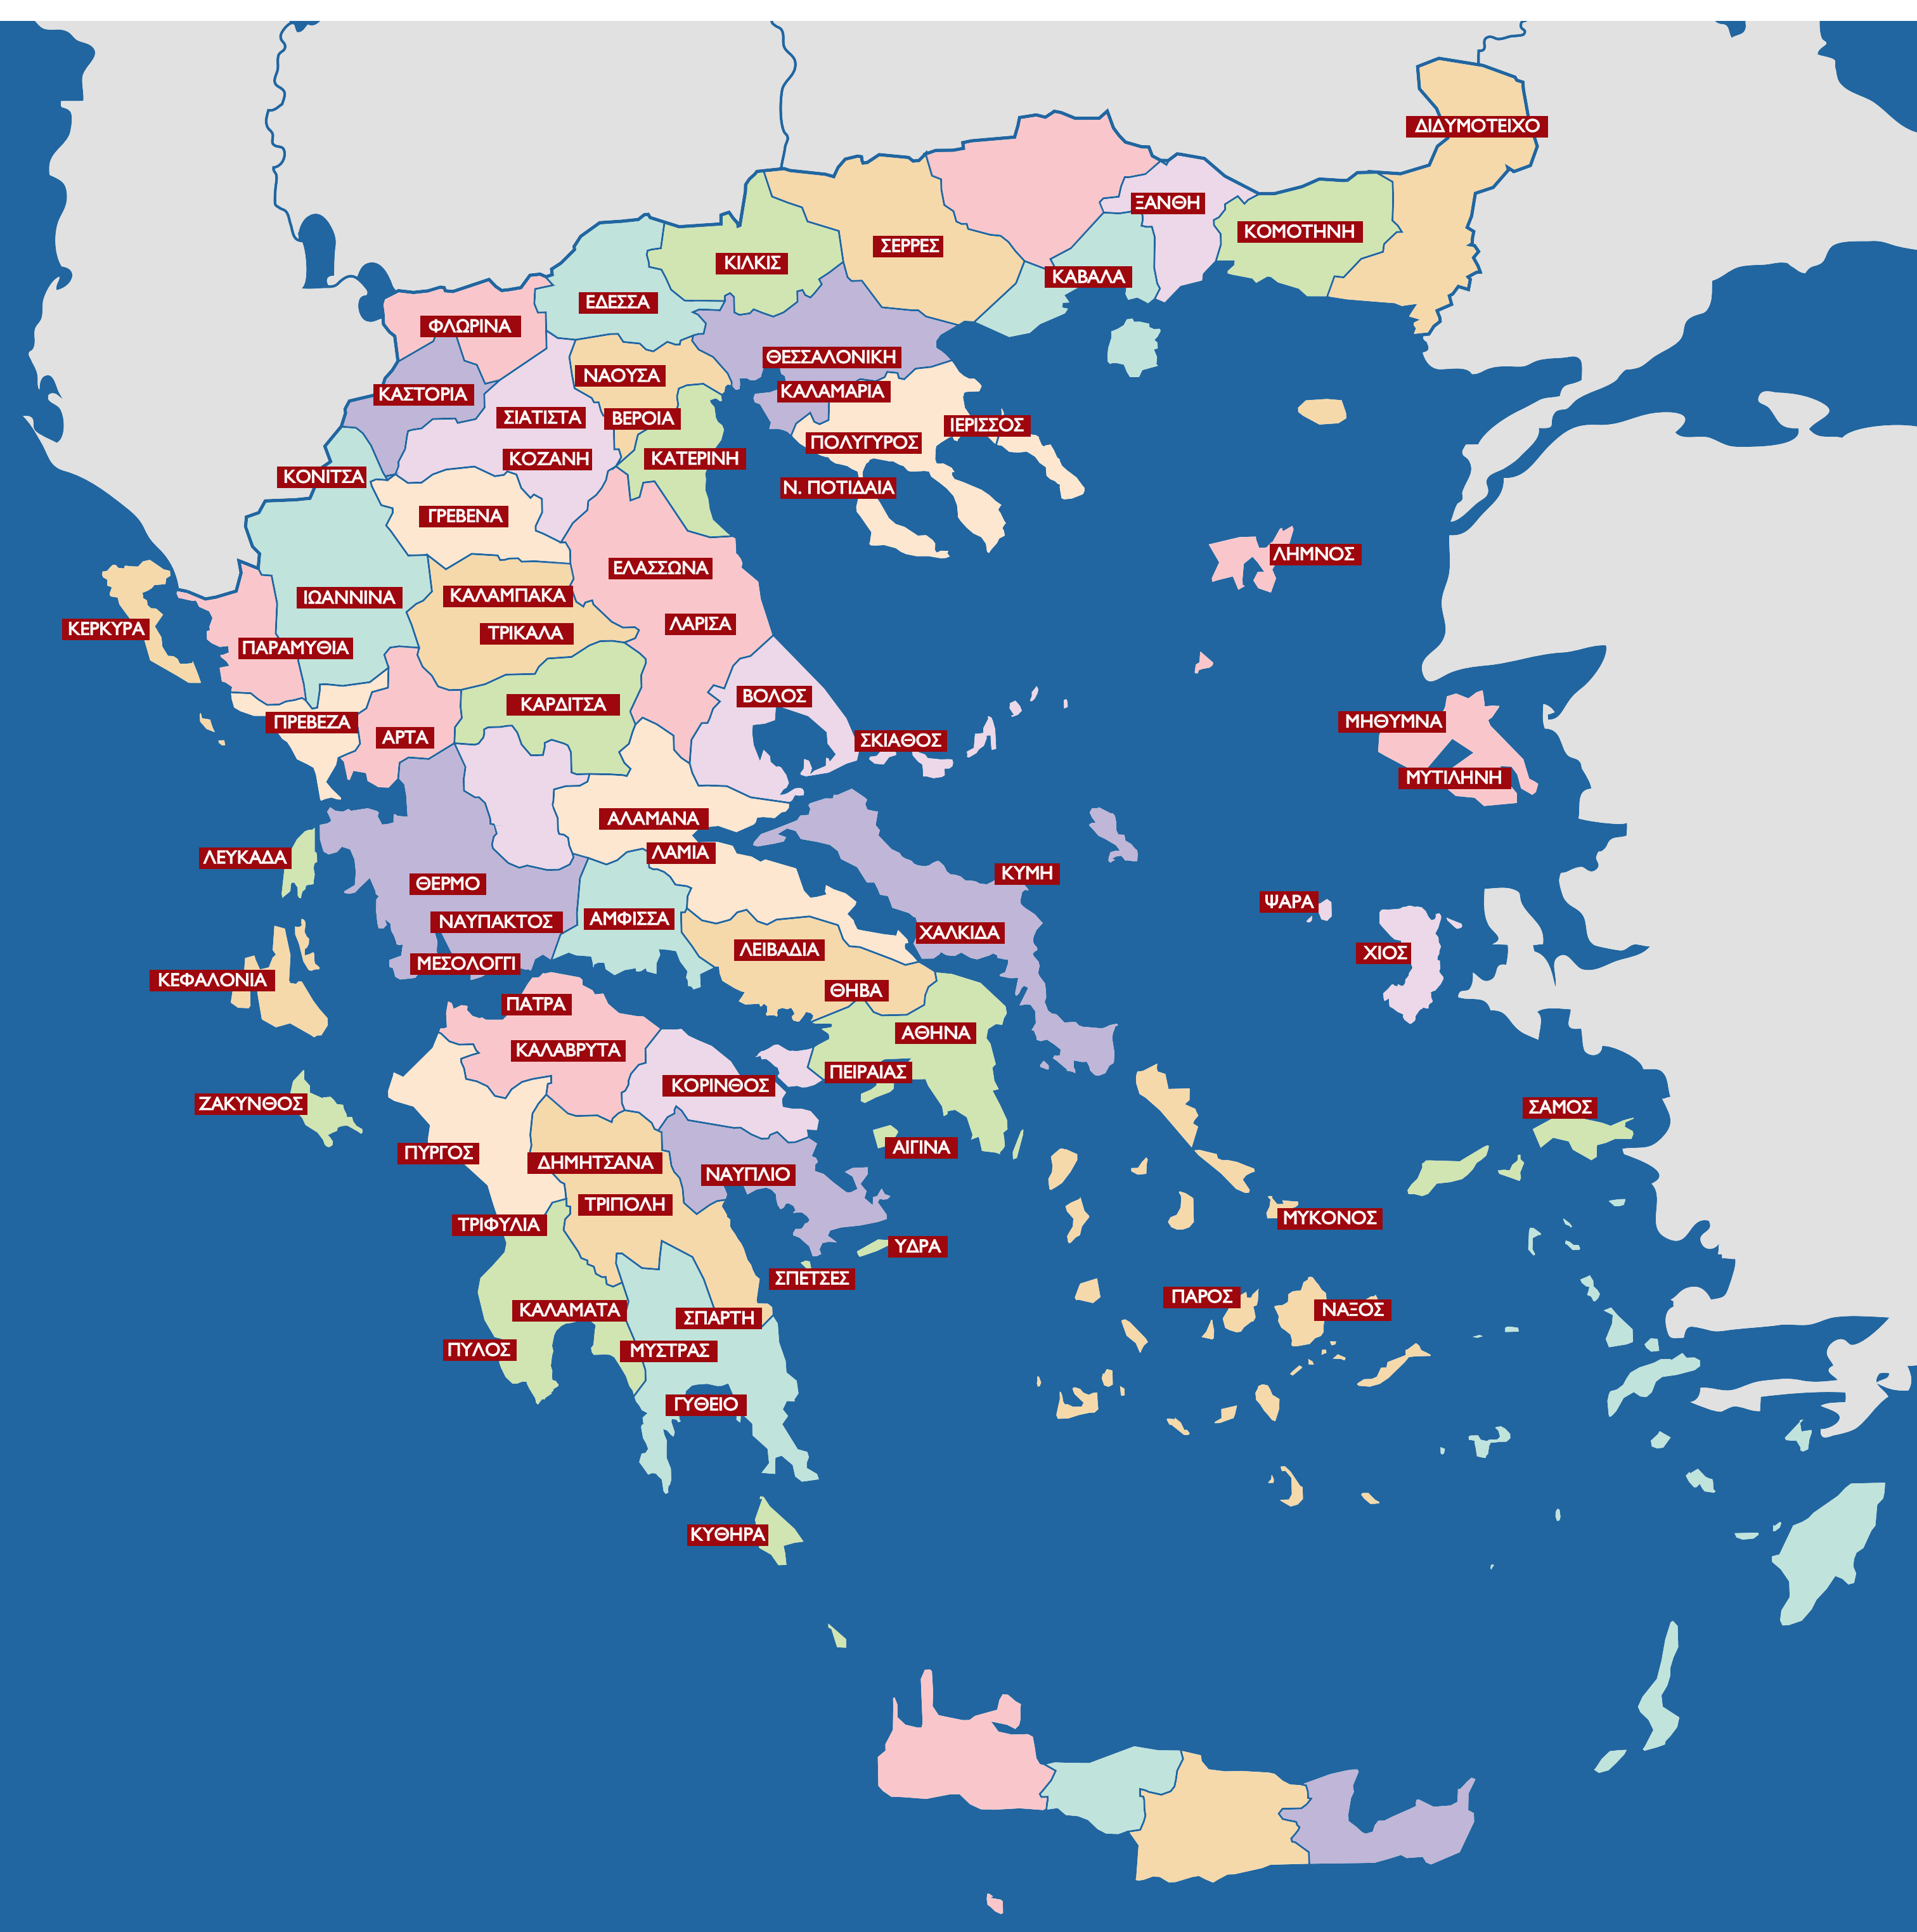 ΔΙΔΥΜΟΤΕΙΧΟ
ΞΑΝΘΗ
ΚΟΜΟΤΗΝΗ
ΣΕΡΡΕΣ
ΚΙΛΚΙΣ
ΚΑΒΑΛΑ
ΕΔΕΣΣΑ
ΦΛΩΡΙΝΑ
ΘΕΣΣΑΛΟΝΙΚΗ
ΝΑΟΥΣΑ
ΚΑΛΑΜΑΡΙΑ
ΚΑΣΤΟΡΙΑ
ΣΙΑΤΙΣΤΑ
ΒΕΡΟΙΑ
ΙΕΡΙΣΣΟΣ
ΠΟΛΥΓΥΡΟΣ
ΚΟΖΑΝΗ
ΚΑΤΕΡΙΝΗ
ΚΟΝΙΤΣΑ
Ν. ΠΟΤΙΔΑΙΑ
ΓΡΕΒΕΝΑ
ΛΗΜΝΟΣ
ΕΛΑΣΣΩΝΑ
ΙΩΑΝΝΙΝΑ
ΚΑΛΑΜΠΑΚΑ
ΛΑΡΙΣΑ
ΚΕΡΚΥΡΑ
ΤΡΙΚΑΛΑ
ΠΑΡΑΜΥΘΙΑ
ΒΟΛΟΣ
ΚΑΡΔΙΤΣΑ
ΠΡΕΒΕΖΑ
ΜΗΘΥΜΝΑ
ΑΡΤΑ
ΣΚΙΑΘΟΣ
ΜΥΤΙΛΗΝΗ
ΑΛΑΜΑΝΑ
ΛΑΜΙΑ
ΛΕΥΚΑΔΑ
ΚΥΜΗ
ΘΕΡΜΟ
ΨΑΡΑ
ΝΑΥΠΑΚΤΟΣ
ΑΜΦΙΣΣΑ
ΧΑΛΚΙΔΑ
ΛΕΙΒΑΔΙΑ
ΧΙΟΣ
ΜΕΣΟΛΟΓΓΙ
ΚΕΦΑΛΟΝΙΑ
ΘΗΒΑ
ΠΑΤΡΑ
ΑΘΗΝΑ
ΚΑΛΑΒΡΥΤΑ
ΠΕΙΡΑΙΑΣ
ΚΟΡΙΝΘΟΣ
ΖΑΚΥΝΘΟΣ
ΣΑΜΟΣ
ΑΙΓΙΝΑ
ΠΥΡΓΟΣ
ΔΗΜΗΤΣΑΝΑ
ΝΑΥΠΛΙΟ
ΤΡΙΠΟΛΗ
ΜΥΚΟΝΟΣ
ΤΡΙΦΥΛΙΑ
ΥΔΡΑ
ΣΠΕΤΣΕΣ
ΠΑΡΟΣ
ΝΑΞΟΣ
ΚΑΛΑΜΑΤΑ
ΣΠΑΡΤΗ
ΠΥΛΟΣ
ΜΥΣΤΡΑΣ
ΓΥΘΕΙΟ
ΚΥΘΗΡΑ